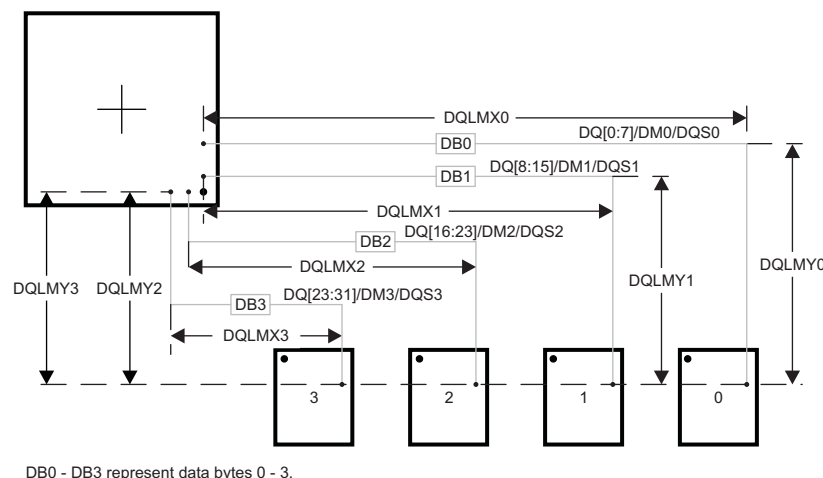 DQLMX0
DQ[0:7]/DM0/DQS0
DB0
DQ[8:15]/DM1/DQS1
DB1
DQLMX1
DQ[16:23]/DM2/DQS2
DB2
DQLMX2
DQLMY3
DQLMY2
DQLMY1
DQLMY0
DQ[23:31]/DM3/DQS3
DB3
DQLMX3
3
2
1
0
DB0 - DB3 represent data bytes 0 - 3.